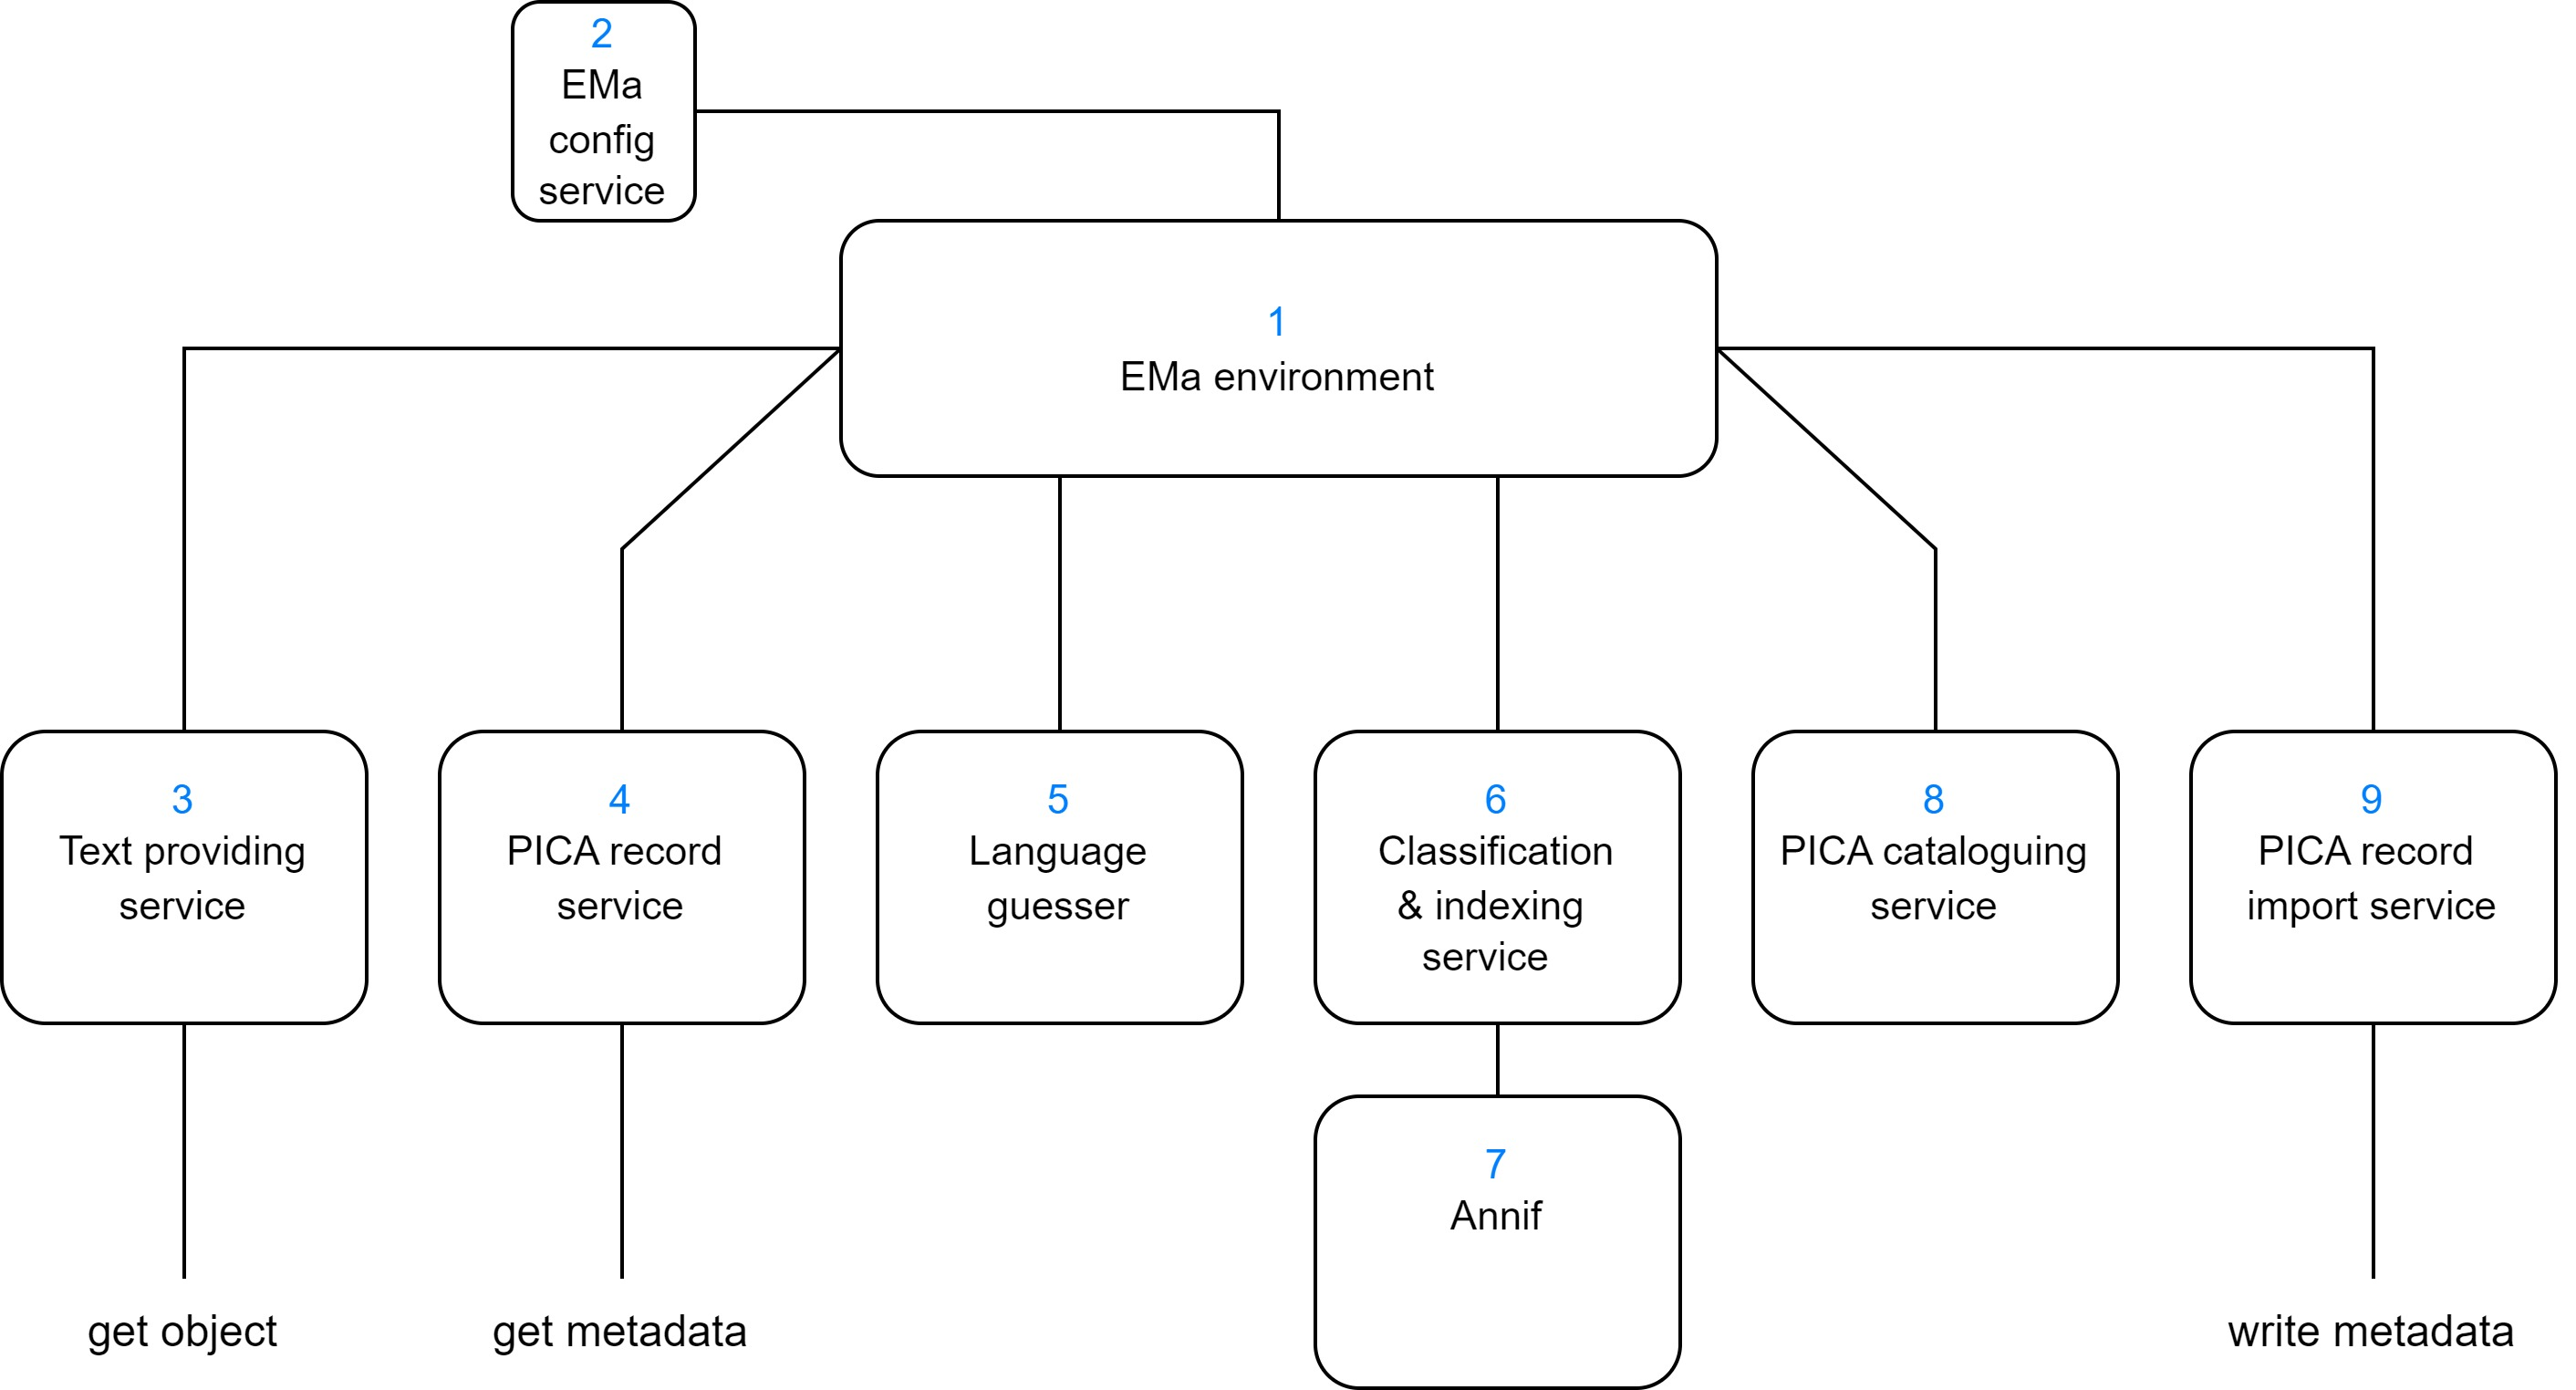 2
EMa
config
service
1
EMa environment
3
Text providing
service
4
PICA record
service
5
Language
guesser
6
Classification
& indexing
service
8
PICA cataloguing
service
9
PICA record
import service
7
Annif
get object
get metadata
write metadata